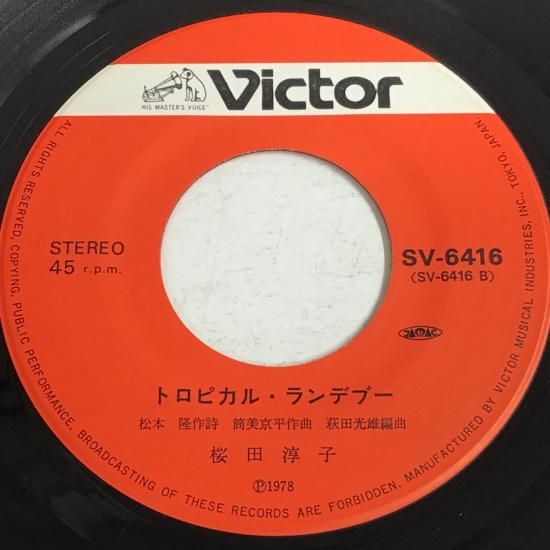 Victor
HIS MASTER'S VOICE
STEREO
45 r.p.m.
SV-6416
(SV-6416 B)
JASRAC
トロピカル・ランデブー
松本 隆作詩 筒美京平作曲 萩田光雄編曲
桜田淳子
Ⓟ1978
ALL RIGHTS RESERVED, COPYING, PUBLIC PERFORMANCE, BROADCASTING OF THESE RECORDS ARE FORBIDDEN. MANUFACTURED BY VICTOR MUSICAL INDUSTRIES, INC., TOKYO, JAPAN.